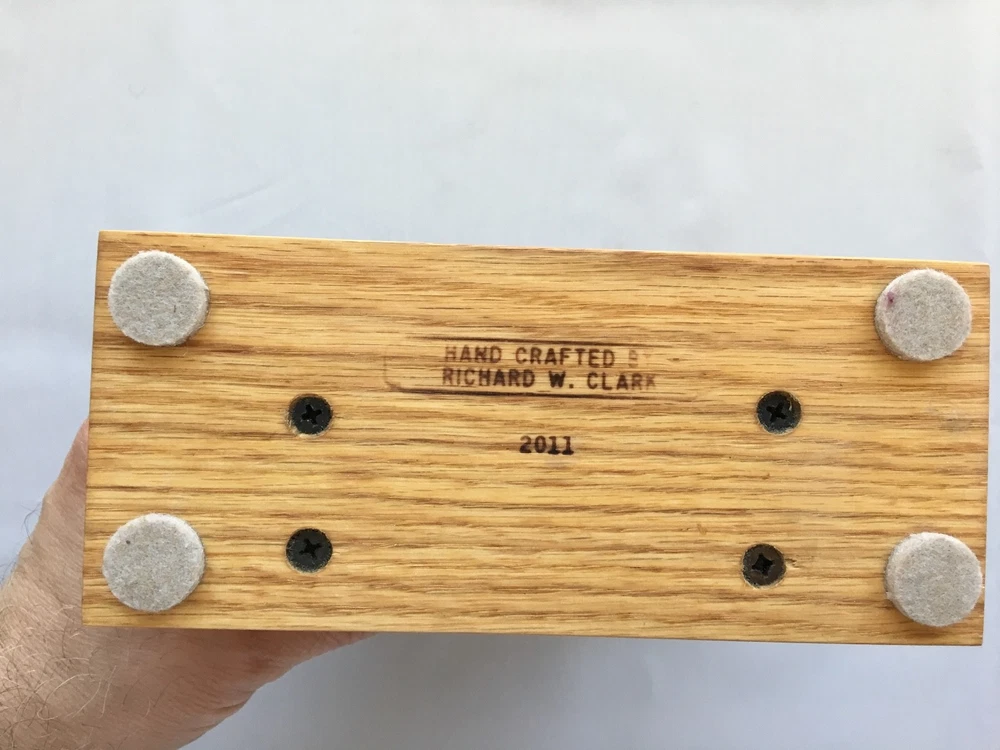 HAND CRAFTED BY
RICHARD W. CLARK
2011